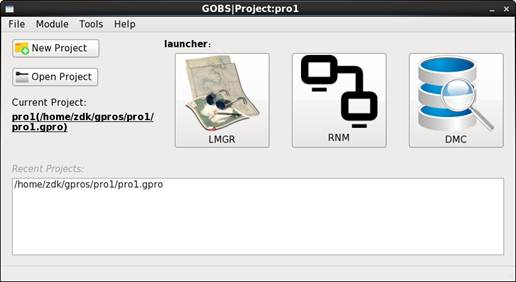 GOBS|Project:pro1
File Module Tools Help
New Project
launcher:
Open Project
Current Project:
pro1(/home/zdk/gpros/pro1/
pro1.gpro)
LMGR
RNM
DMC
Recent Projects:
/home/zdk/gpros/pro1/pro1.gpro